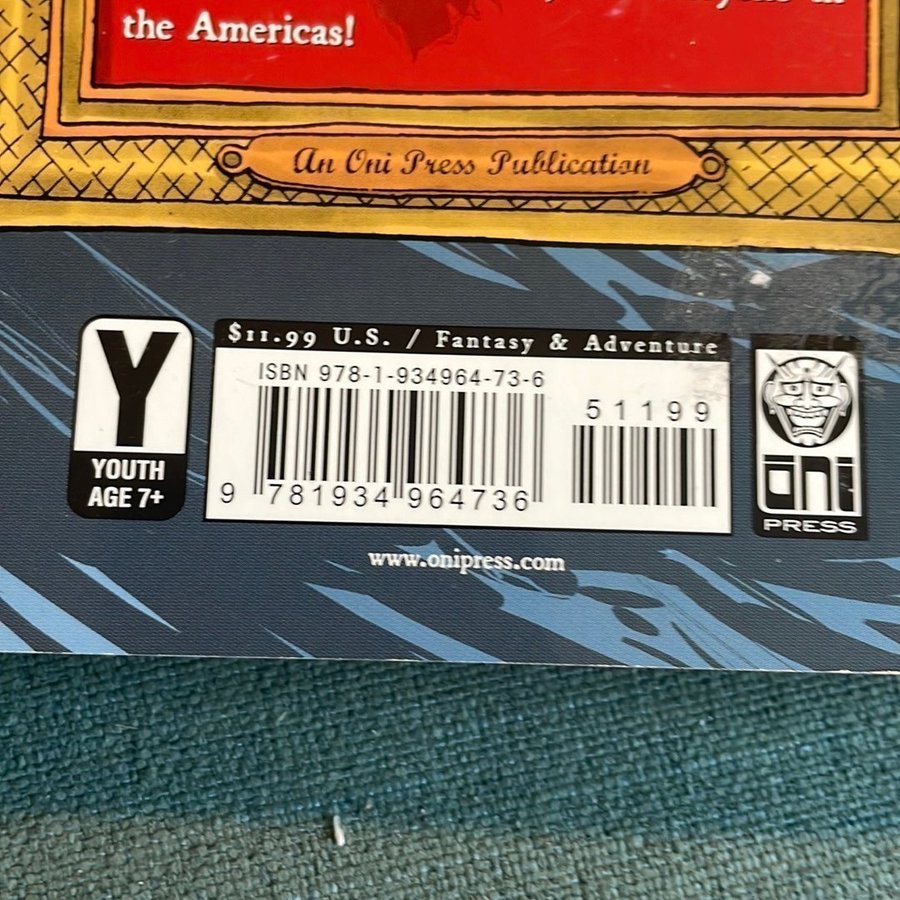 the Americas!
An Oni Press Publication
Y
YOUTH
AGE 7+
$11.99 U.S. / Fantasy & Adventure
ISBN 978-1-934964-73-6
51199
9 781934 964736
oni
PRESS
www.onipress.com